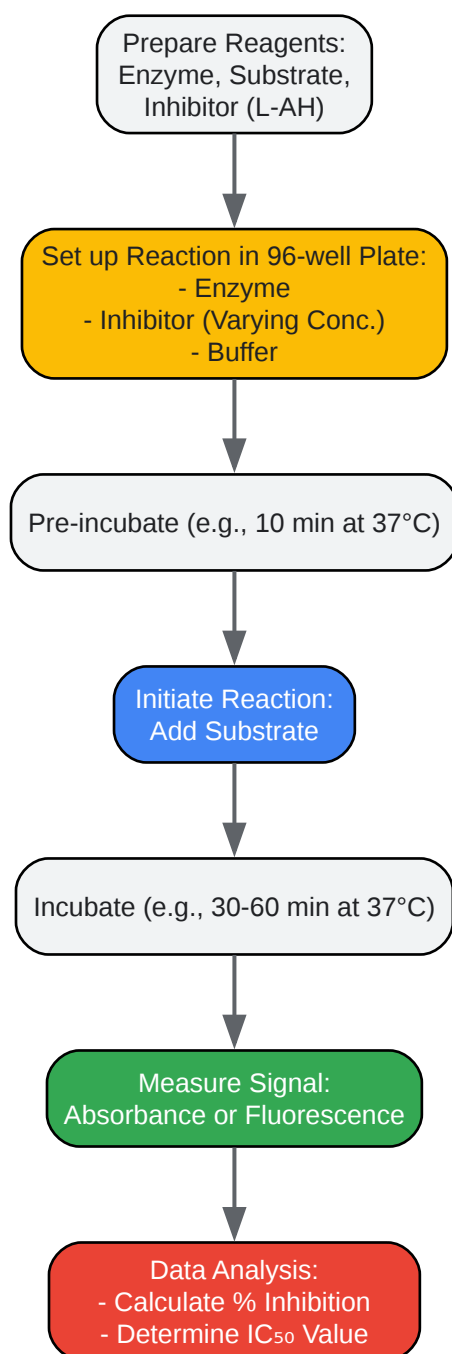 Prepare Reagents:
Enzyme, Substrate,
Inhibitor (L-AH)
Set up Reaction in 96-well Plate:
- Enzyme
- Inhibitor (Varying Conc.)
- Buffer
Pre-incubate (e.g., 10 min at 37°C)
Initiate Reaction:
Add Substrate
Incubate (e.g., 30-60 min at 37°C)
Measure Signal:
Absorbance or Fluorescence
Data Analysis:
- Calculate % Inhibition
- Determine IC₅₀ Value